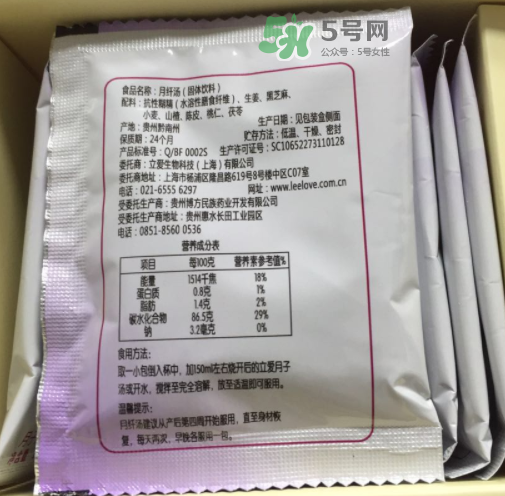 5号网
公众号：5号女性
食品名称：月纤汤（固体饮料）
配料：抗性糊精（水溶性膳食纤维）、生姜、黑芝麻、
小麦、山楂、陈皮、桃仁、茯苓
产地：贵州黔南州 生产日期：见包装盒侧面
保质期：24个月 贮存方法：低温、干燥、密封
产品标准号：Q/BF 0002S 生产许可证号：SC10652273110128
委托商：立爱生物科技（上海）有限公司
委托商地址：上海市杨浦区隆昌路619号8号楼中区C07室
电话：021-6555 6297 网址：www.leelove.com.cn
受委托生产商：贵州博方民族药业开发有限公司
受委托生产商地址：贵州惠水长田工业园区
电话：0851-8560 0536
营养成分表
项目 每100克 营养素参考值%
能量 1514千焦 18%
蛋白质 0.8克 1%
脂肪 1.4克 2%
碳水化合物 86.5克 29%
钠 3.2毫克 0%
食用方法：
取一小包倒入杯中，加150ml左右烧开后的立爱月子
汤或开水，搅拌至完全溶解，放至适温即可服用。
温馨提示：
月纤汤建议从产后第四周开始服用，直至身材恢
复，每天两次，早晚各服用一包。